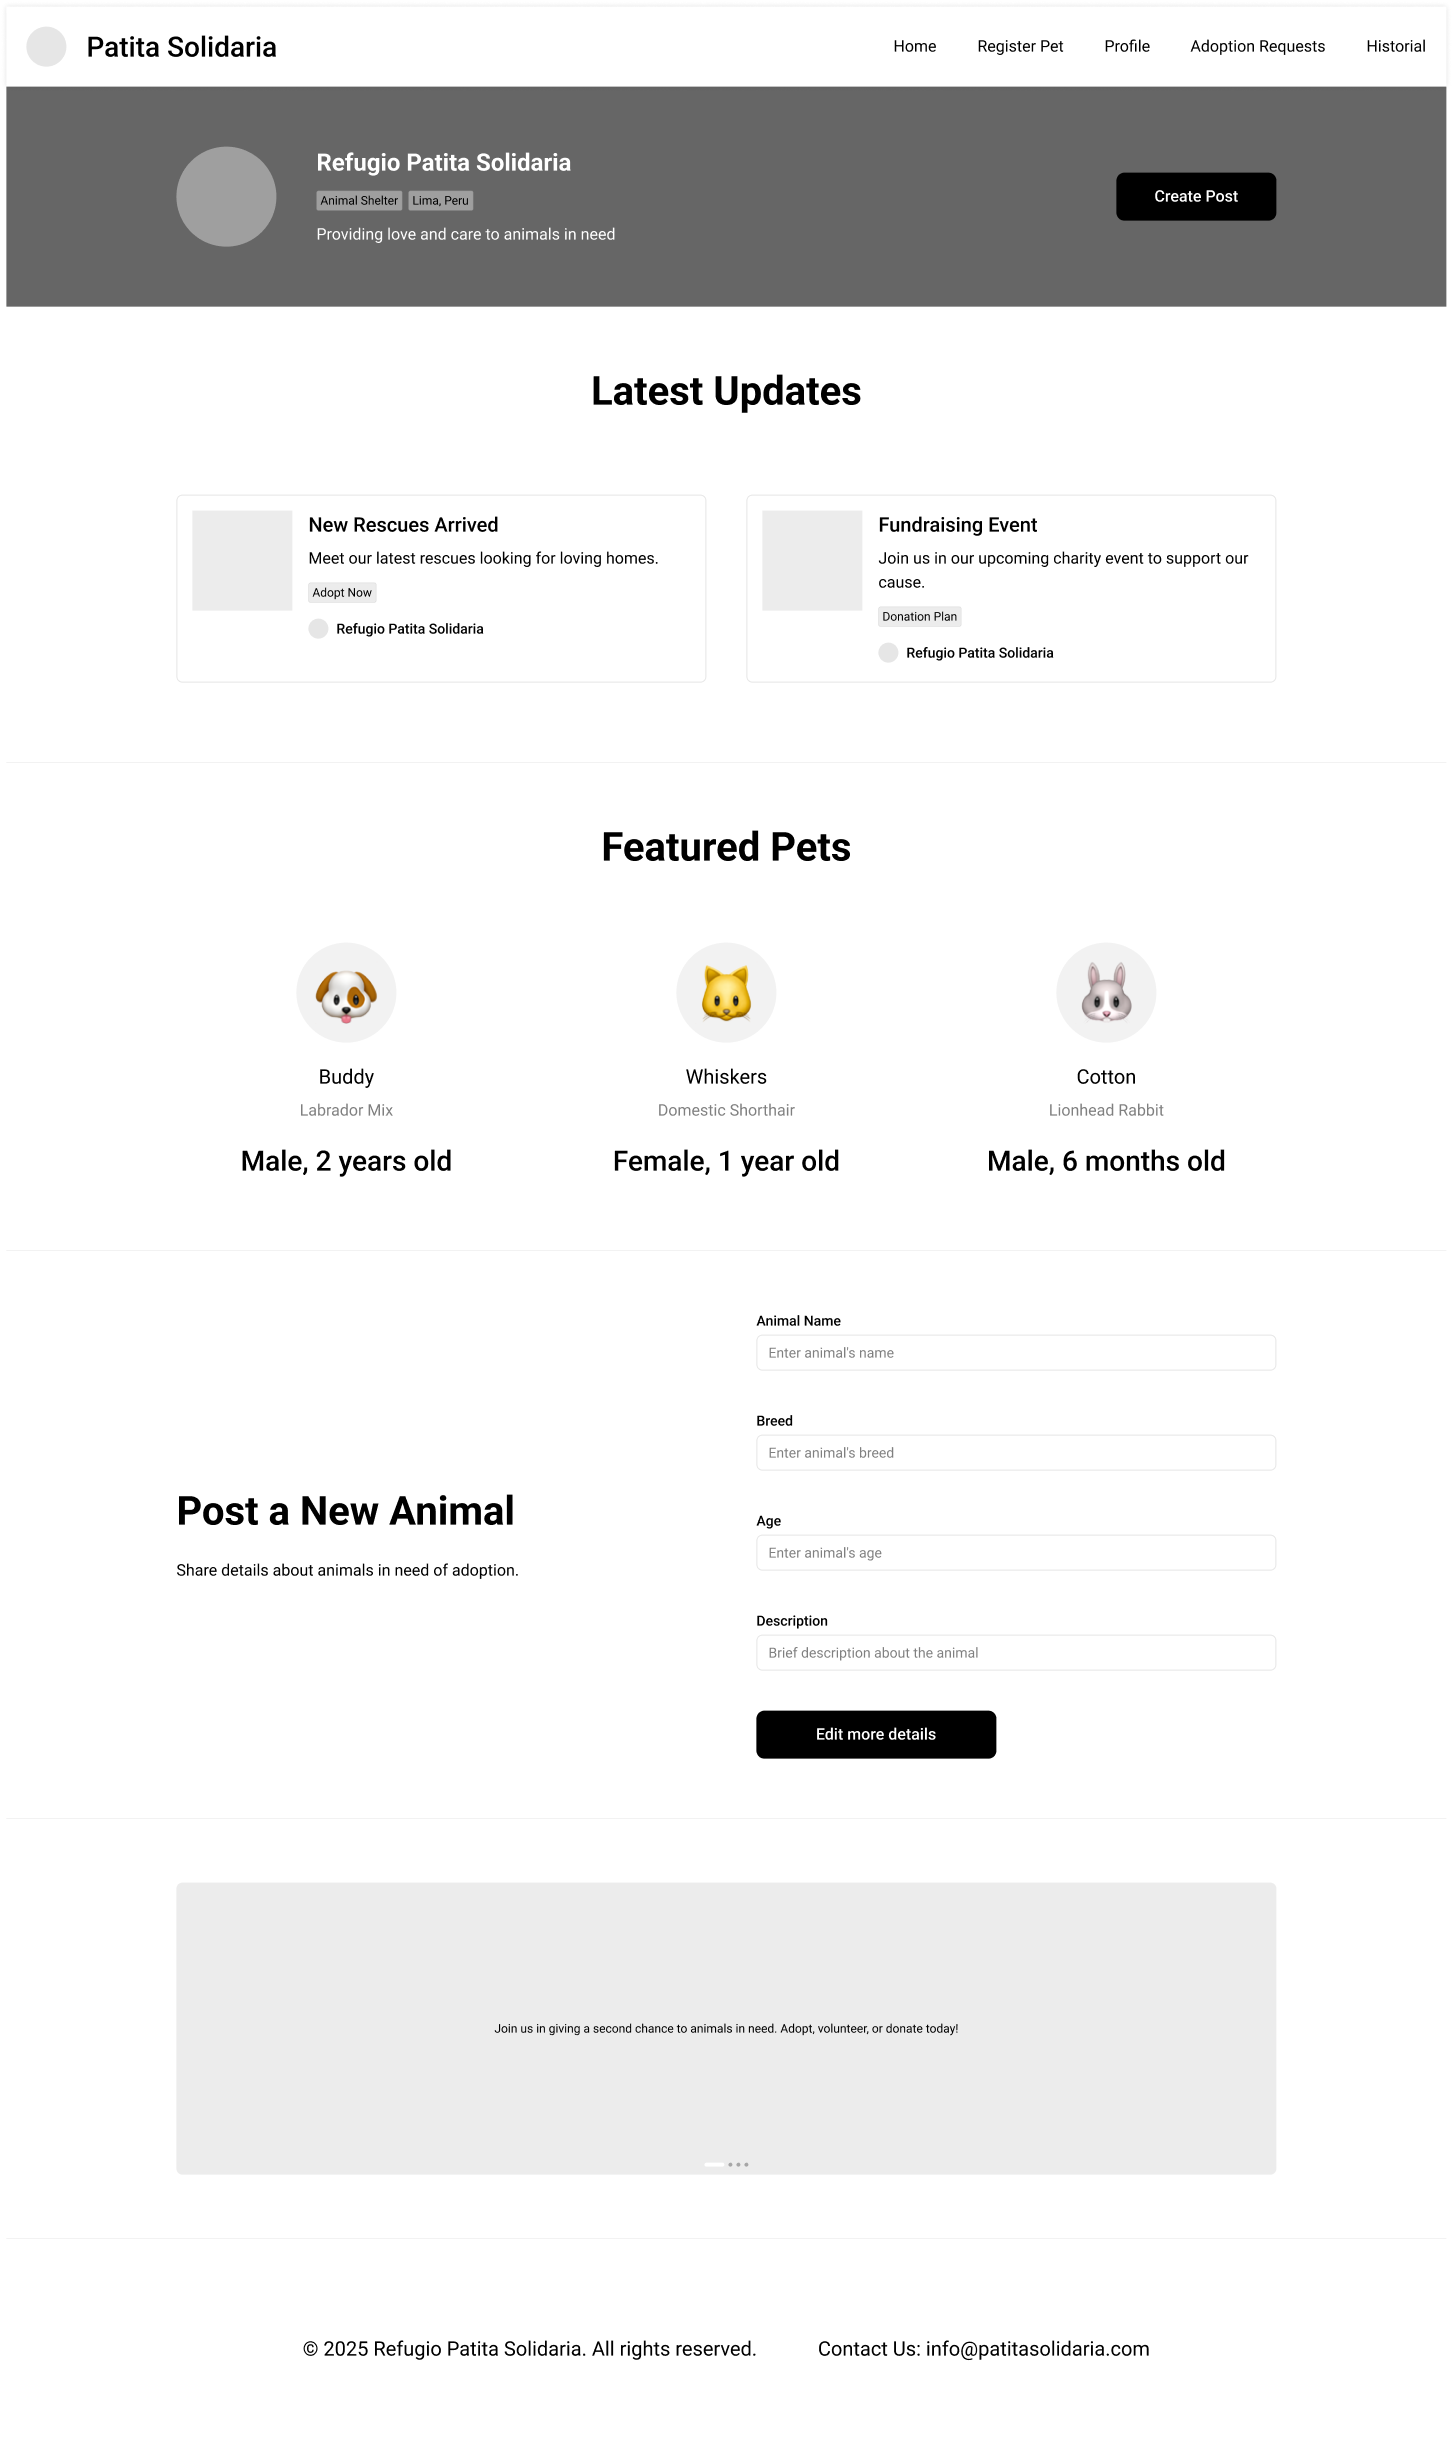 Patita Solidaria
Home
Register Pet
Profile
Adoption Requests
Historial
Refugio Patita Solidaria
Animal Shelter
Lima, Peru
Providing love and care to animals in need
Create Post
Latest Updates
New Rescues Arrived
Meet our latest rescues looking for loving homes.
Adopt Now
Refugio Patita Solidaria
Fundraising Event
Join us in our upcoming charity event to support our
cause.
Donation Plan
Refugio Patita Solidaria
Featured Pets
Buddy
Labrador Mix
Male, 2 years old
Whiskers
Domestic Shorthair
Female, 1 year old
Cotton
Lionhead Rabbit
Male, 6 months old
Post a New Animal
Share details about animals in need of adoption.
Animal Name
Enter animal's name
Breed
Enter animal's breed
Age
Enter animal's age
Description
Brief description about the animal
Edit more details
Join us in giving a second chance to animals in need. Adopt, volunteer, or donate today!
© 2025 Refugio Patita Solidaria. All rights reserved.
Contact Us: info@patitasolidaria.com